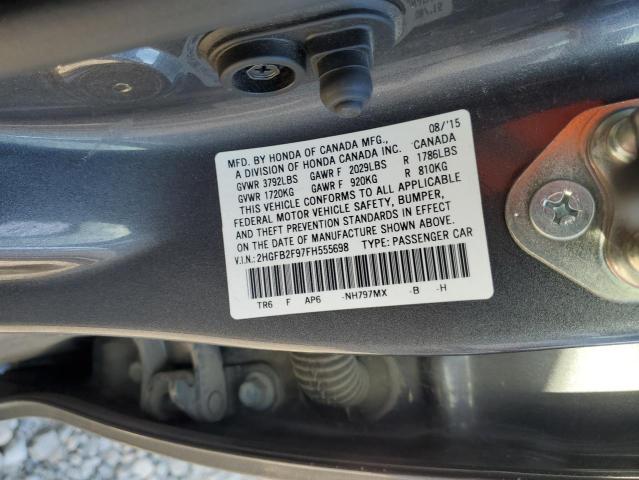 MFD. BY HONDA OF CANADA MFG., 08/'15
A DIVISION OF HONDA CANADA INC. CANADA
GVWR 3792LBS GAWR F 2029LBS R 1786LBS
GVWR 1720KG GAWR F 920KG R 810KG
THIS VEHICLE CONFORMS TO ALL APPLICABLE
FEDERAL MOTOR VEHICLE SAFETY, BUMPER,
AND THEFT PREVENTION STANDARDS IN EFFECT
ON THE DATE OF MANUFACTURE SHOWN ABOVE.
V.I.N.: 2HGFB2F97FH555698 TYPE: PASSENGER CAR
TR6 F AP6 -NH797MX -B -H